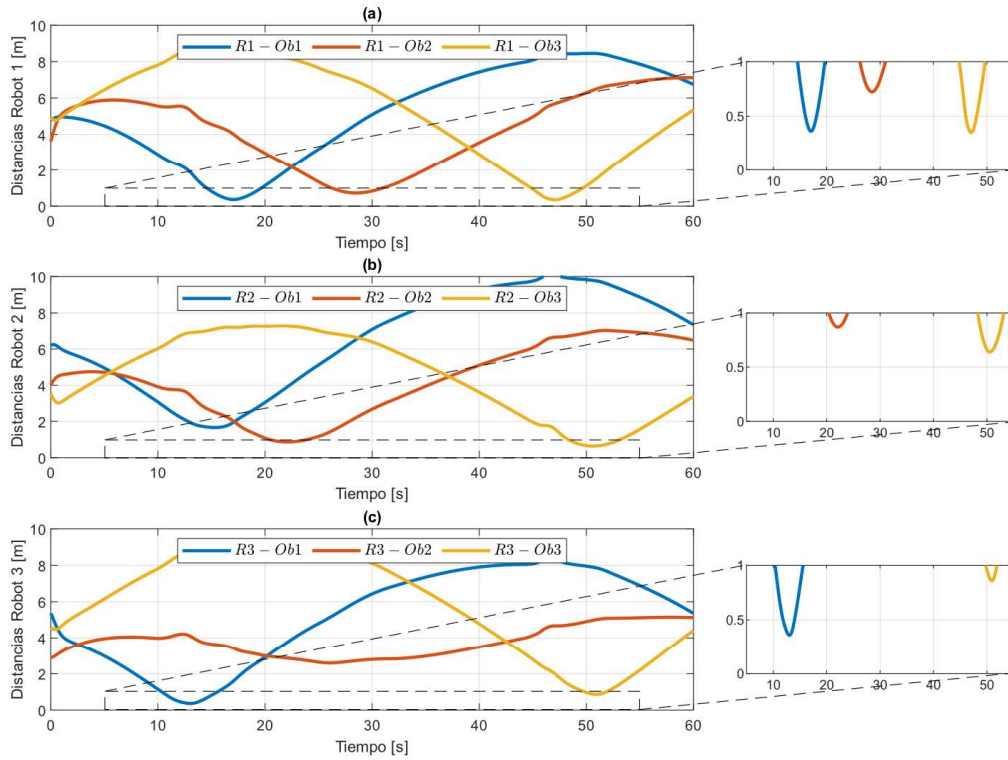 (a)
Distancias Robot 1 [m]
10
8
6
4
2
0
R1 − Ob1 R1 − Ob2 R1 − Ob3
0 10 20 30 40 50 60
Tiempo [s]
1
0.5
0
10 20 30 40 50
(b)
Distancias Robot 2 [m]
10
8
6
4
2
0
R2 − Ob1 R2 − Ob2 R2 − Ob3
0 10 20 30 40 50 60
Tiempo [s]
1
0.5
0
10 20 30 40 50
(c)
Distancias Robot 3 [m]
10
8
6
4
2
0
R3 − Ob1 R3 − Ob2 R3 − Ob3
0 10 20 30 40 50 60
Tiempo [s]
1
0.5
0
10 20 30 40 50